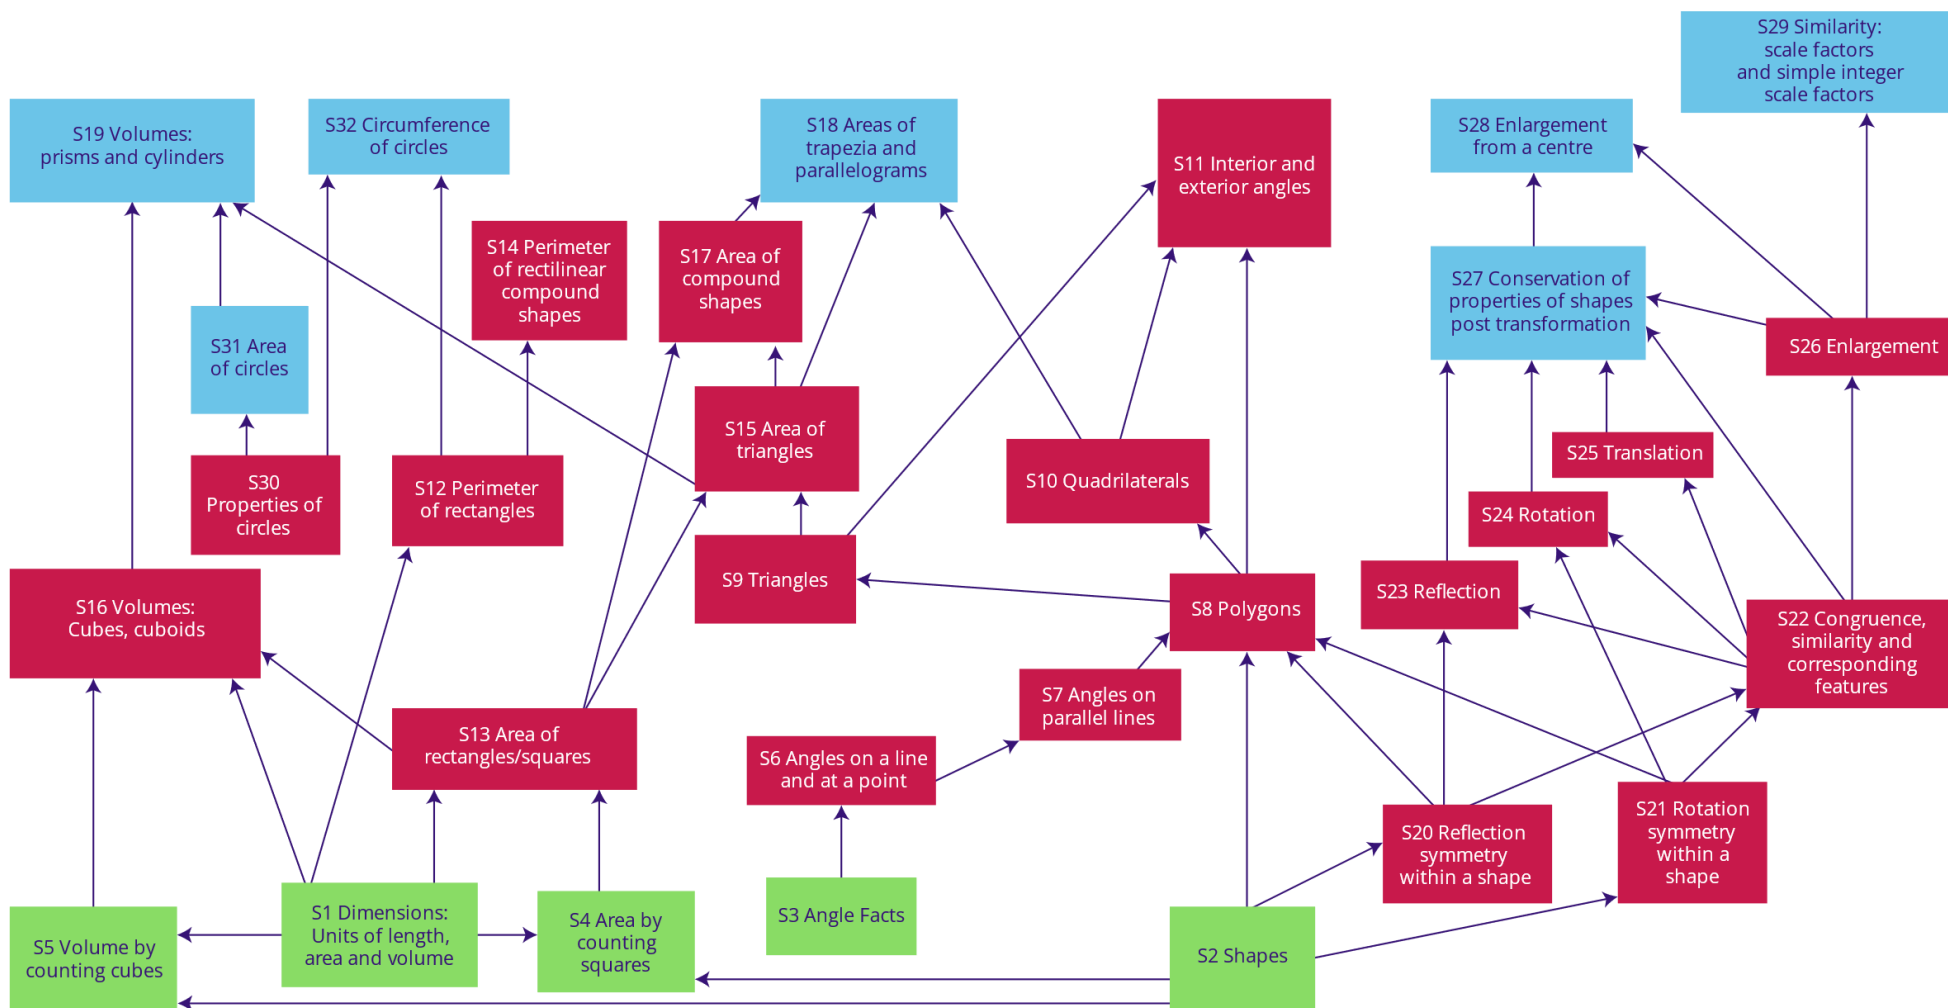 S29 Similarity:
scale factors
and simple integer
scale factors
S19 Volumes:
prisms and cylinders
S32 Circumference
of circles
S18 Areas of
trapezia and
parallelograms
S11 Interior and
exterior angles
S28 Enlargement
from a centre
S14 Perimeter
of rectilinear
compound
shapes
S17 Area of
compound
shapes
S27 Conservation of
properties of shapes
post transformation
S31 Area
of circles
S26 Enlargement
S15 Area of
triangles
S10 Quadrilaterals
S25 Translation
S30
Properties of
circles
S12 Perimeter
of rectangles
S24 Rotation
S9 Triangles
S8 Polygons
S23 Reflection
S16 Volumes:
Cubes, cuboids
S22 Congruence,
similarity and
corresponding
features
S7 Angles on
parallel lines
S13 Area of
rectangles/squares
S6 Angles on a line
and at a point
S20 Reflection
symmetry
within a shape
S21 Rotation
symmetry
within a
shape
S5 Volume by
counting cubes
S1 Dimensions:
Units of length,
area and volume
S4 Area by
counting
squares
S3 Angle Facts
S2 Shapes